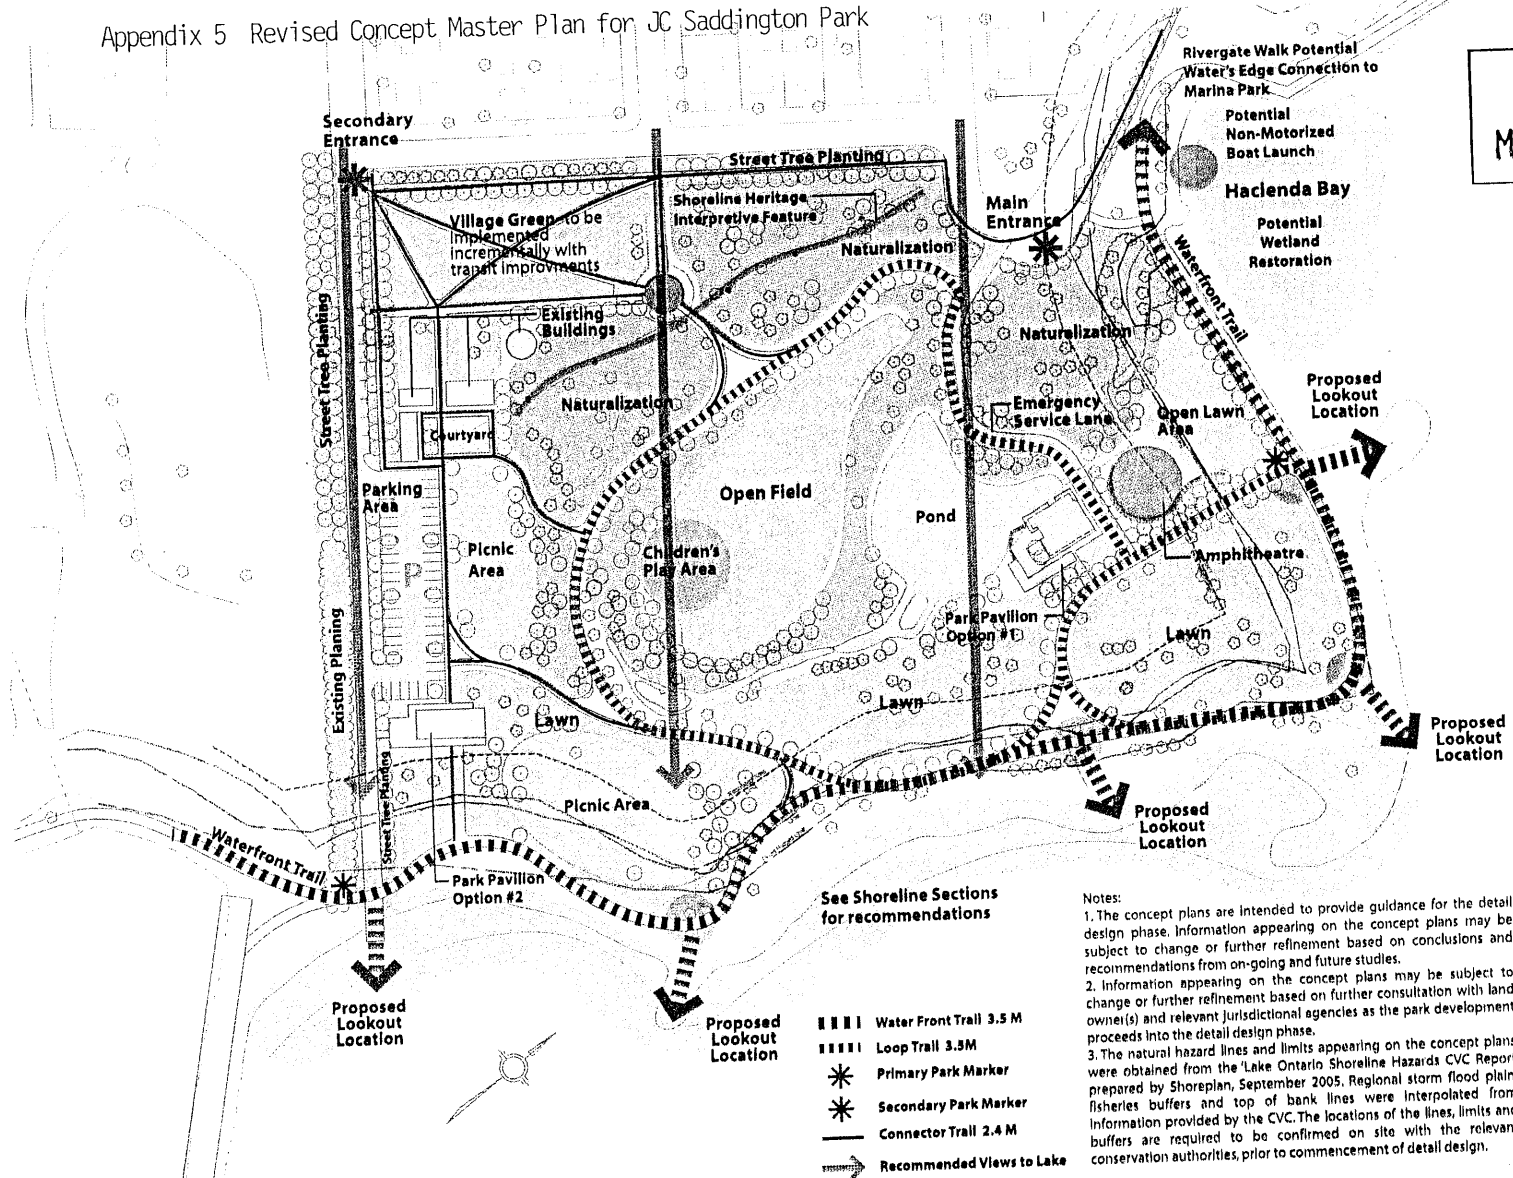 Appendix 5 Revised Concept Master Plan for JC Saddington Park
Rivergate Walk Potential
Water's Edge Connection to
Marina Park
Potential
Non-Motorized
Boat Launch
M
Secondary
Entrance
Street Tree Planting
Hacienda Bay
Shoreline Heritage
Interpretive Feature
Main
Entrance
Village Green to be
implemented
incrementally with
transit improvments
Potential
Wetland
Restoration
Naturalization
Waterfront Trail
Street Tree Planting
Existing
Buildings
Naturalization
Proposed
Lookout
Location
Naturalization
Emergency
Service Lane
Open Lawn
Area
Courtyard
Parking
Area
Open Field
Pond
Picnic
Area
Children's
Play Area
Amphitheatre
P
Park Pavilion
Option #1
Lawn
Existing Planing
Lawn
Lawn
Proposed
Lookout
Location
Street Tree Planting
Picnic Area
Proposed
Lookout
Location
Waterfront Trail
Park Pavilion
Option #2
See Shoreline Sections
for recommendations
Proposed
Lookout
Location
Proposed
Lookout
Location
Water Front Trail 3.5 M
Loop Trail 3.5M
Primary Park Marker
Secondary Park Marker
Connector Trail 2.4 M
Recommended Views to Lake
Notes:
1. The concept plans are intended to provide guidance for the detail
design phase. Information appearing on the concept plans may be
subject to change or further refinement based on conclusions and
recommendations from on-going and future studies.
2. Information appearing on the concept plans may be subject to
change or further refinement based on further consultation with land
owner(s) and relevant jurisdictional agencies as the park development
proceeds into the detail design phase.
3. The natural hazard lines and limits appearing on the concept plans
were obtained from the 'Lake Ontario Shoreline Hazards CVC Repor
prepared by Shoreplan, September 2005. Regional storm flood plain
fisheries buffers and top of bank lines were interpolated from
information provided by the CVC. The locations of the lines, limits and
buffers are required to be confirmed on site with the relevan
conservation authorities, prior to commencement of detail design.